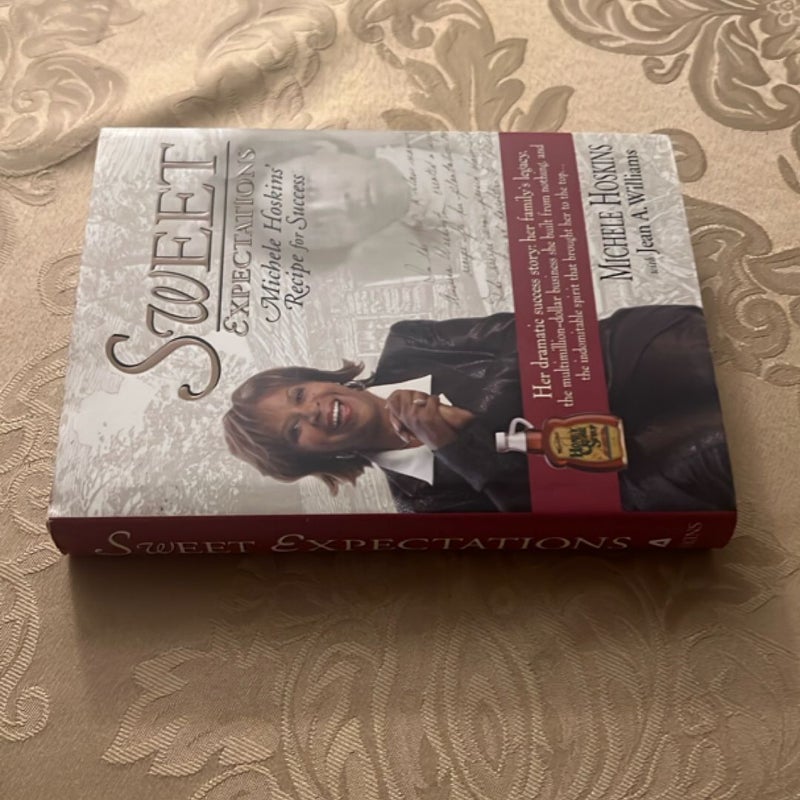 SWEET
EXPECTATIONS
Michele Hoskins'
Recipe for Success
Her dramatic success story: her family's legacy,
the multimillion-dollar business she built from nothing, and
the indomitable spirit that brought her to the top...
MICHELE HOSKINS
with Jean A. Williams
SWEET EXPECTATIONS